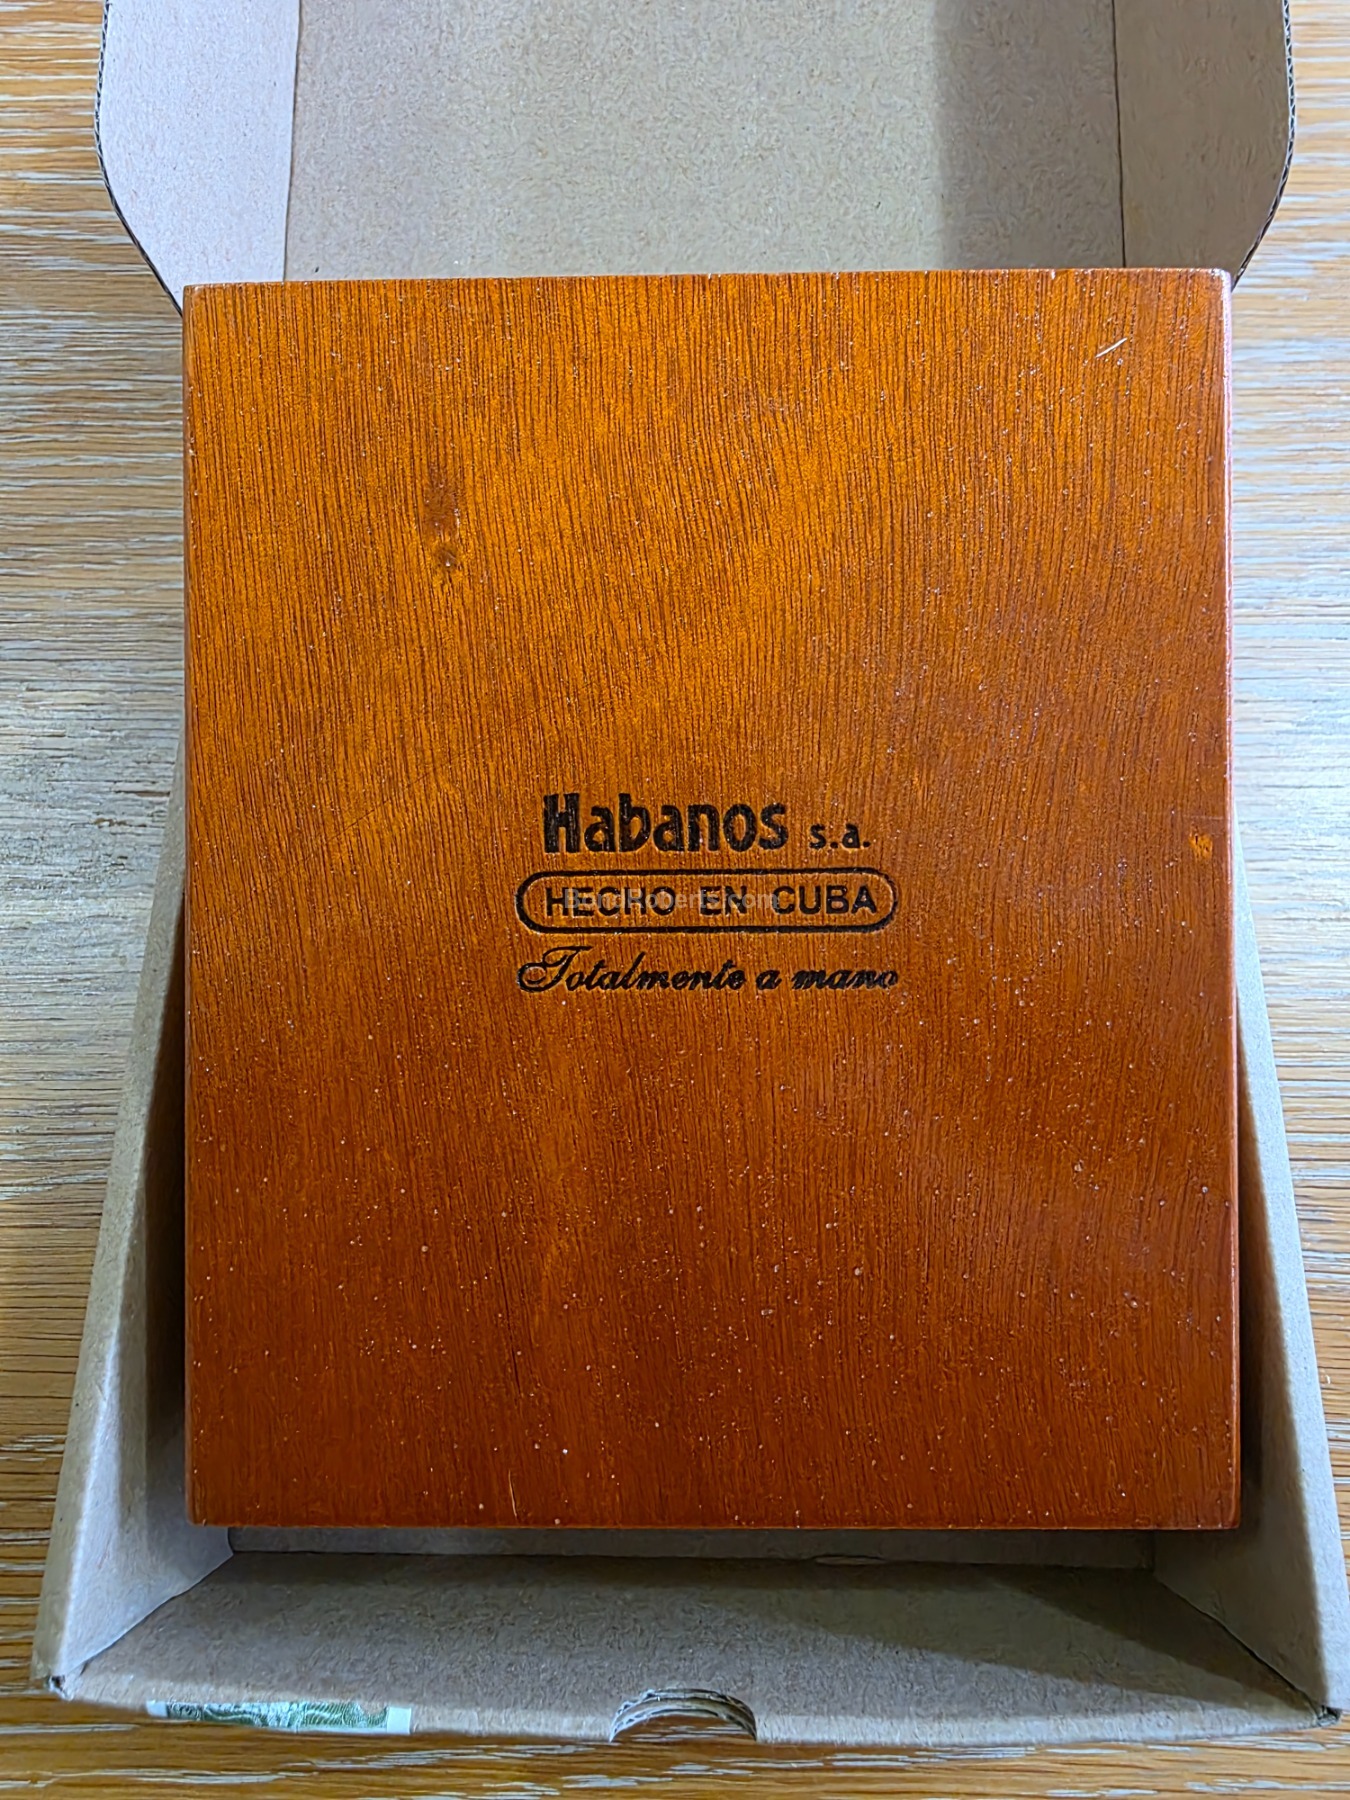 Habanos s.a.
HECHO EN CUBA
Totalmente a mano